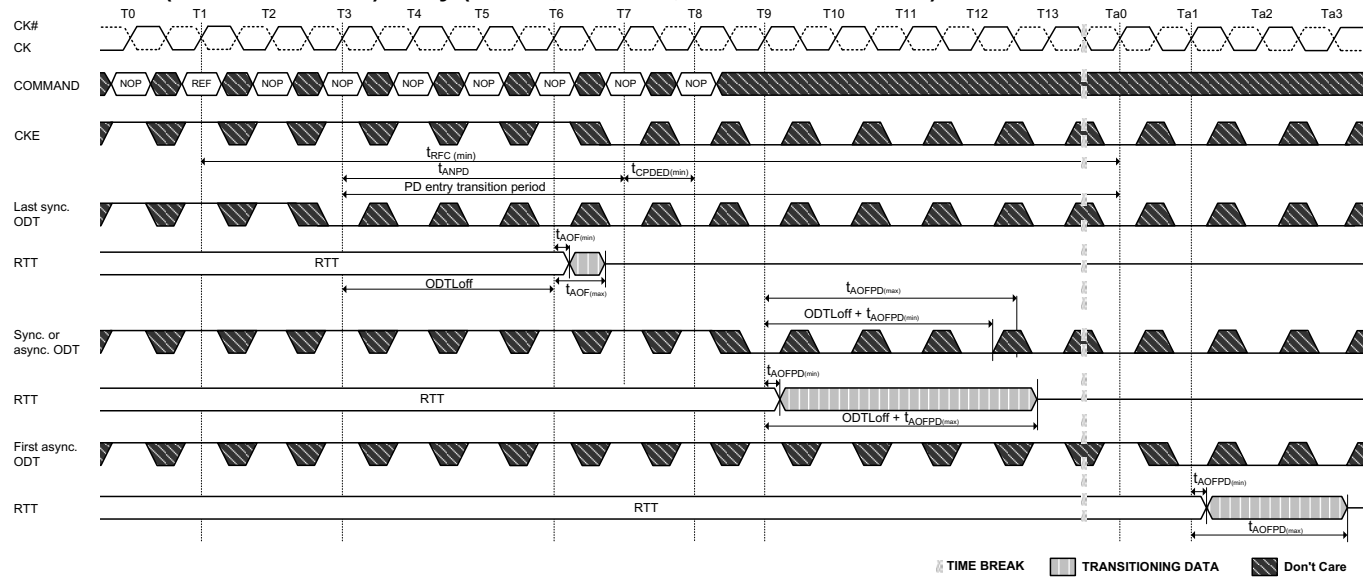 T0 T1 T2 T3 T4 T5 T6 T7 T8 T9 T10 T11 T12 T13 Ta0 Ta1 Ta2 Ta3
CK#
CK
COMMAND NOP REF NOP NOP NOP NOP NOP NOP NOP
CKE
tRFC (min)
tANPD tCPDED(min)
PD entry transition period
Last sync.
ODT
tAOF(min)
RTT RTT
ODTLoff tAOF(max)
tAOFPD(max)
ODTLoff + tAOFPD(min)
Sync. or
async. ODT
tAOFPD(min)
RTT RTT
ODTLoff + tAOFPD(max)
First async.
ODT
tAOFPD(min)
RTT RTT
tAOFPD(max)
TIME BREAK TRANSITIONING DATA Don't Care